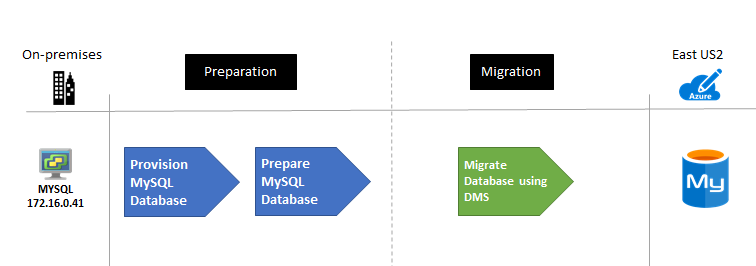 On-premises
Preparation
Migration
East US2
Azure
MYSQL
172.16.0.41
Provision
MySQL
Database
Prepare
MySQL
Database
Migrate
Database using
DMS
My